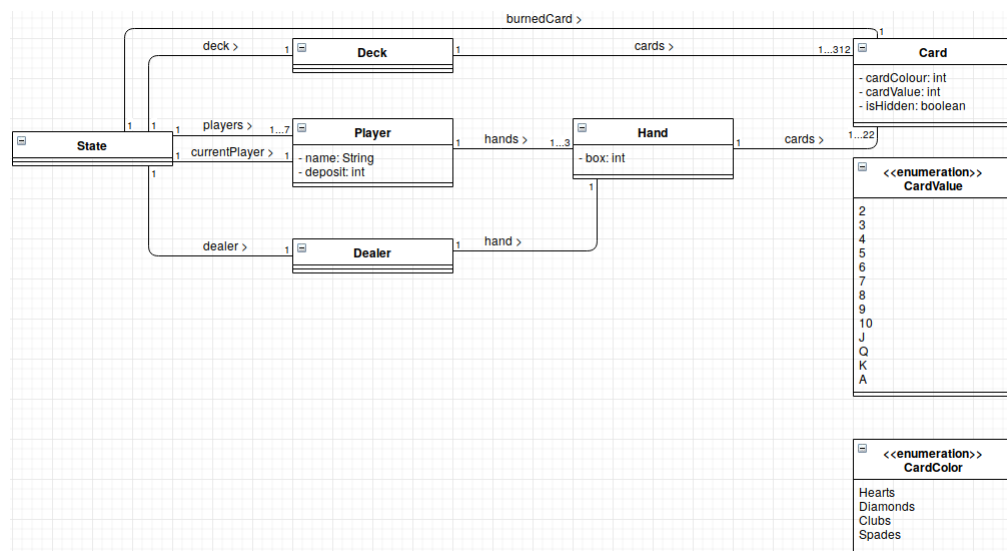 burnedCard >
1
deck >
1
Deck
1
cards >
1...312
Card
- cardColour: int
- cardValue: int
- isHidden: boolean
1
1
1
players >
1...7
Player
- name: String
- deposit: int
State
1
currentPlayer >
1
1
hands >
1...3
Hand
- box: int
1
cards >
1...22
1
dealer >
1
Dealer
1
hand >
1
<<enumeration>>
CardValue
2
3
4
5
6
7
8
9
10
J
Q
K
A
<<enumeration>>
CardColor
Hearts
Diamonds
Clubs
Spades